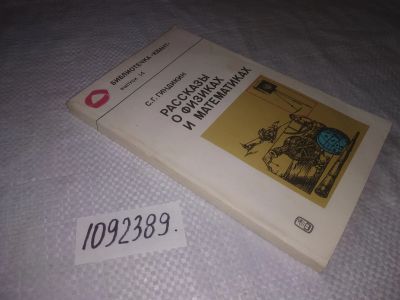 БИБЛИОТЕЧКА «КВАНТ»
выпуск 14
С.Г.ГИНДИКИН
РАССКАЗЫ
О ФИЗИКАХ
И МАТЕМАТИКАХ
1092389.